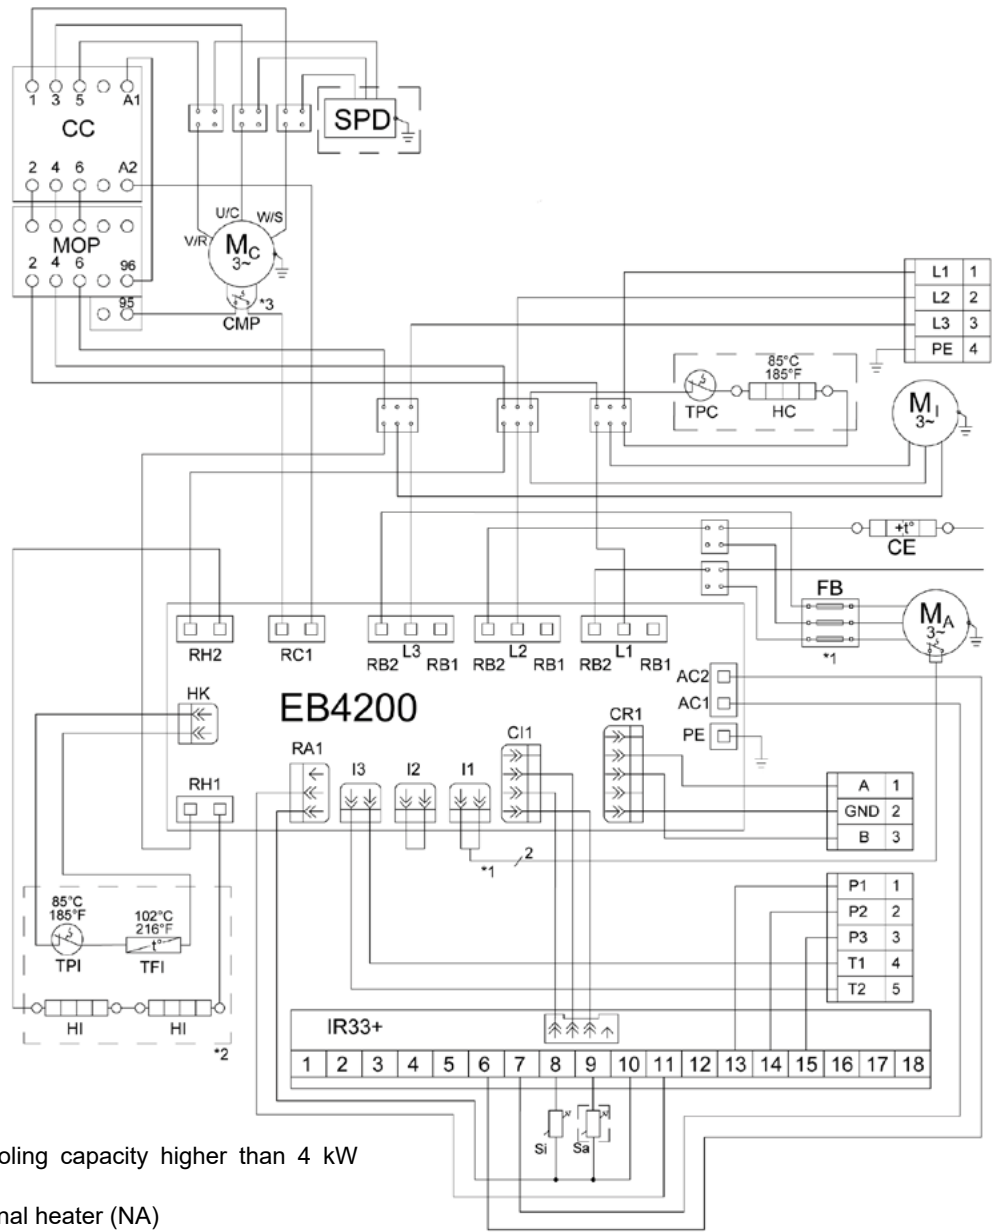 1 3 5 A1
CC
2 4 6 A2
MOP
2 4 6 96
95
SPD
U/C
V/R
W/S
MC
3~
*3
CMP
L1 1
L2 2
L3 3
PE 4
85°C
185°F
TPC
HC
MI
3~
+t°
CE
FB
*1
MA
3~
RH2
RC1
L3
RB2 RB1
L2
RB2 RB1
L1
RB2 RB1
AC2
AC1
PE
HK
EB4200
RA1
I3
I2
I1
CI1
CR1
RH1
*1
2
A 1
GND 2
B 3
P1 1
P2 2
P3 3
T1 4
T2 5
85°C
185°F
TPI
102°C
216°F
t°
TFI
HI
HI
*2
IR33+
1 2 3 4 5 6 7 8 9 10 11 12 13 14 15 16 17 18
Si
Sa
oling capacity higher than 4 kW
nal heater (NA)